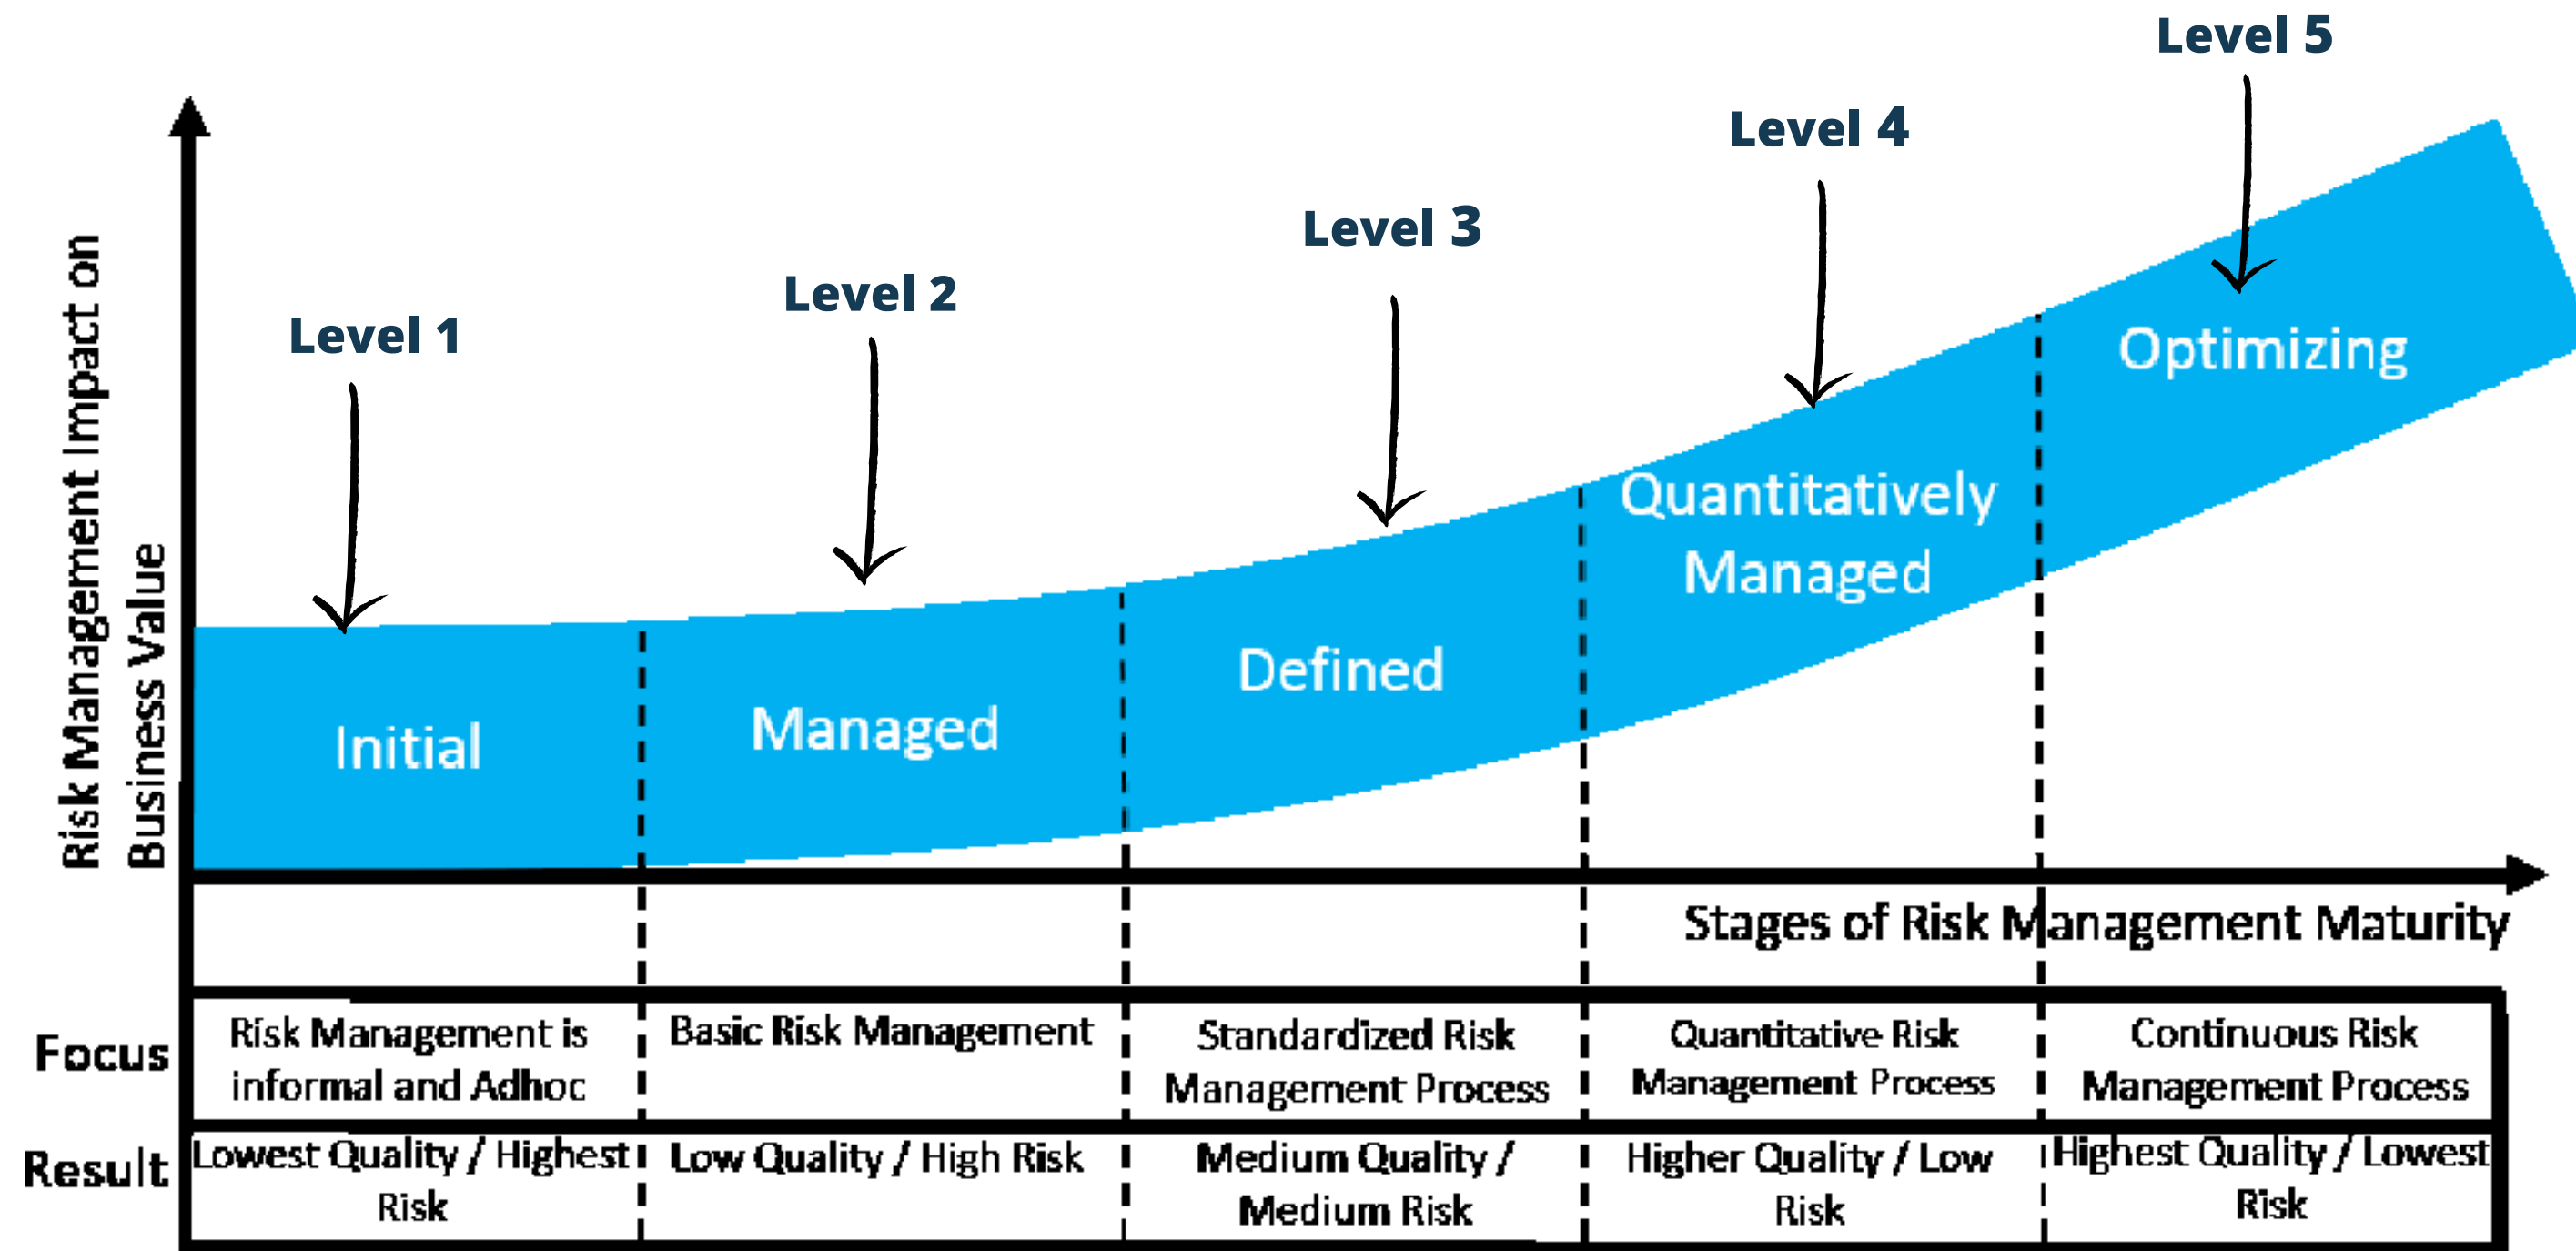 Level 5
Level 4
Level 3
Level 2
Level 1
Risk Management Impact on
Business Value
Optimizing
Quantitatively
Managed
Defined
Managed
Initial
Stages of Risk Management Maturity
Focus
Risk Management is
informal and Adhoc
Basic Risk Management
Standardized Risk
Management Process
Quantitative Risk
Management Process
Continuous Risk
Management Process
Result
Lowest Quality / Highest
Risk
Low Quality / High Risk
Medium Quality /
Medium Risk
Higher Quality / Low
Risk
Highest Quality / Lowest
Risk